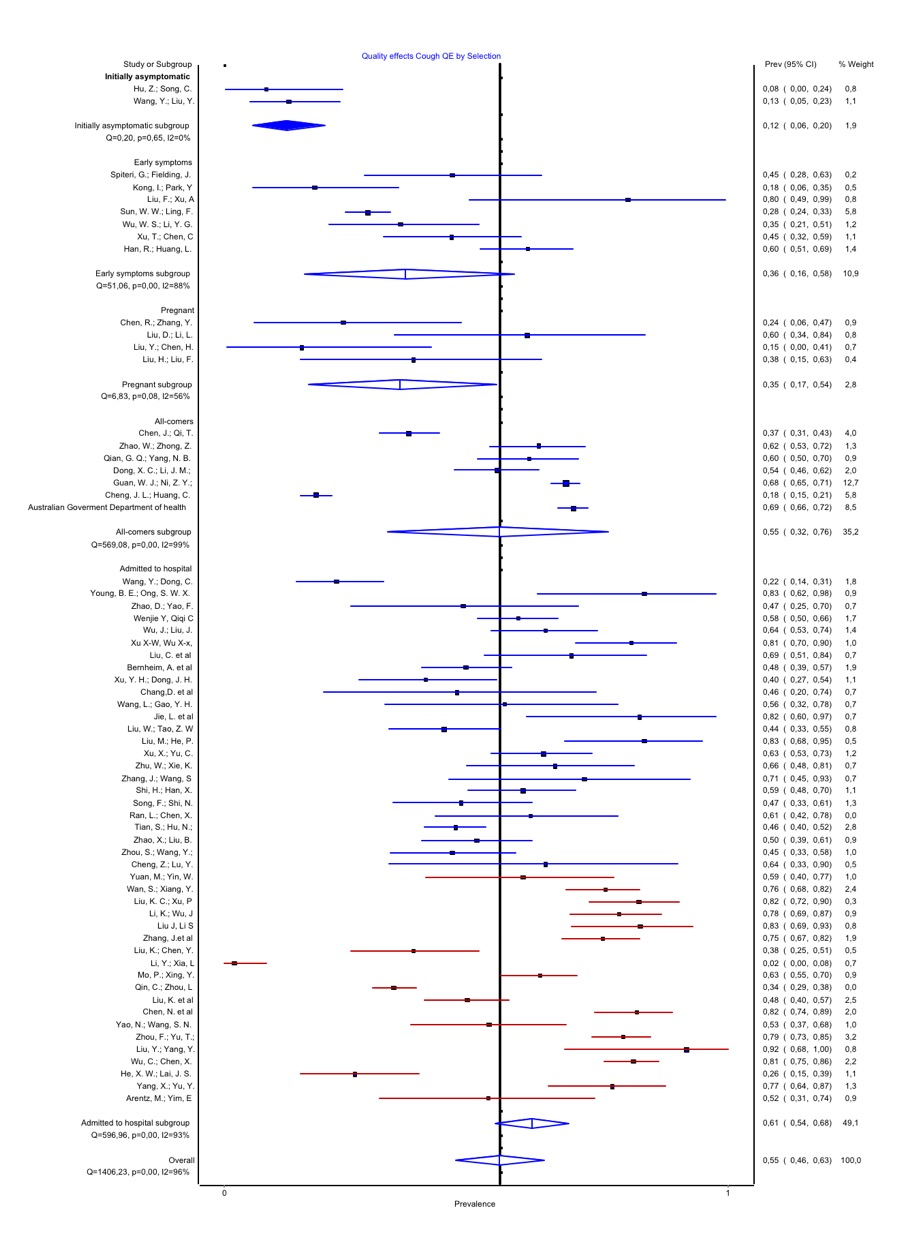 Quality effects Cough QE by Selection
Study or Subgroup Prev (95% CI) % Weight
Initially asymptomatic
Hu, Z.; Song, C. 0,08 ( 0,00, 0,24) 0,8
Wang, Y.; Liu, Y. 0,13 ( 0,05, 0,23) 1,1
Initially asymptomatic subgroup 0,12 ( 0,06, 0,20) 1,9
Q=0,20, p=0,65, I2=0%
Early symptoms
Spiteri, G.; Fielding, J. 0,45 ( 0,28, 0,63) 0,2
Kong, I.; Park, Y 0,18 ( 0,06, 0,35) 0,5
Liu, F.; Xu, A 0,80 ( 0,49, 0,99) 0,8
Sun, W. W.; Ling, F. 0,28 ( 0,24, 0,33) 5,8
Wu, W. S.; Li, Y. G. 0,35 ( 0,21, 0,51) 1,2
Xu, T.; Chen, C 0,45 ( 0,32, 0,59) 1,1
Han, R.; Huang, L. 0,60 ( 0,51, 0,69) 1,4
Early symptoms subgroup 0,36 ( 0,16, 0,58) 10,9
Q=51,06, p=0,00, I2=88%
Pregnant
Chen, R.; Zhang, Y. 0,24 ( 0,06, 0,47) 0,9
Liu, D.; Li, L. 0,60 ( 0,34, 0,84) 0,8
Liu, Y.; Chen, H. 0,15 ( 0,00, 0,41) 0,7
Liu, H.; Liu, F. 0,38 ( 0,15, 0,63) 0,4
Pregnant subgroup 0,35 ( 0,17, 0,54) 2,8
Q=6,83, p=0,08, I2=56%
All-comers
Chen, J.; Qi, T. 0,37 ( 0,31, 0,43) 4,0
Zhao, W.; Zhong, Z. 0,62 ( 0,53, 0,72) 1,3
Qian, G. Q.; Yang, N. B. 0,60 ( 0,50, 0,70) 0,9
Dong, X. C.; Li, J. M.; 0,54 ( 0,46, 0,62) 2,0
Guan, W. J.; Ni, Z. Y.; 0,68 ( 0,65, 0,71) 12,7
Cheng, J. L.; Huang, C. 0,18 ( 0,15, 0,21) 5,8
Australian Goverment Department of health 0,69 ( 0,66, 0,72) 8,5
All-comers subgroup 0,55 ( 0,32, 0,76) 35,2
Q=569,08, p=0,00, I2=99%
Admitted to hospital
Wang, Y.; Dong, C. 0,22 ( 0,14, 0,31) 1,8
Young, B. E.; Ong, S. W. X. 0,83 ( 0,62, 0,98) 0,9
Zhao, D.; Yao, F. 0,47 ( 0,25, 0,70) 0,7
Wenjie Y, Qiqi C 0,58 ( 0,50, 0,66) 1,7
Wu, J.; Liu, J. 0,64 ( 0,53, 0,74) 1,4
Xu X-W, Wu X-x, 0,81 ( 0,70, 0,90) 1,0
Liu, C. et al 0,69 ( 0,51, 0,84) 0,7
Bernheim, A. et al 0,48 ( 0,39, 0,57) 1,9
Xu, Y. H.; Dong, J. H. 0,40 ( 0,27, 0,54) 1,1
Chang,D. et al 0,46 ( 0,20, 0,74) 0,7
Wang, L.; Gao, Y. H. 0,56 ( 0,32, 0,78) 0,7
Jie, L. et al 0,82 ( 0,60, 0,97) 0,7
Liu, W.; Tao, Z. W 0,44 ( 0,33, 0,55) 0,8
Liu, M.; He, P. 0,83 ( 0,68, 0,95) 0,5
Xu, X.; Yu, C. 0,63 ( 0,53, 0,73) 1,2
Zhu, W.; Xie, K. 0,66 ( 0,48, 0,81) 0,7
Zhang, J.; Wang, S 0,71 ( 0,45, 0,93) 0,7
Shi, H.; Han, X. 0,59 ( 0,48, 0,70) 1,1
Song, F.; Shi, N. 0,47 ( 0,33, 0,61) 1,3
Ran, L.; Chen, X. 0,61 ( 0,42, 0,78) 0,0
Tian, S.; Hu, N.; 0,46 ( 0,40, 0,52) 2,8
Zhao, X.; Liu, B. 0,50 ( 0,39, 0,61) 0,9
Zhou, S.; Wang, Y.; 0,45 ( 0,33, 0,58) 1,0
Cheng, Z.; Lu, Y. 0,64 ( 0,33, 0,90) 0,5
Yuan, M.; Yin, W. 0,59 ( 0,40, 0,77) 1,0
Wan, S.; Xiang, Y. 0,76 ( 0,68, 0,82) 2,4
Liu, K. C.; Xu, P 0,82 ( 0,72, 0,90) 0,3
Li, K.; Wu, J 0,78 ( 0,69, 0,87) 0,9
Liu J, Li S 0,83 ( 0,69, 0,93) 0,8
Zhang, J.et al 0,75 ( 0,67, 0,82) 1,9
Liu, K.; Chen, Y. 0,38 ( 0,25, 0,51) 0,5
Li, Y.; Xia, L 0,02 ( 0,00, 0,08) 0,7
Mo, P.; Xing, Y. 0,63 ( 0,55, 0,70) 0,9
Qin, C.; Zhou, L 0,34 ( 0,29, 0,38) 0,0
Liu, K. et al 0,48 ( 0,40, 0,57) 2,5
Chen, N. et al 0,82 ( 0,74, 0,89) 2,0
Yao, N.; Wang, S. N. 0,53 ( 0,37, 0,68) 1,0
Zhou, F.; Yu, T.; 0,79 ( 0,73, 0,85) 3,2
Liu, Y.; Yang, Y. 0,92 ( 0,68, 1,00) 0,8
Wu, C.; Chen, X. 0,81 ( 0,75, 0,86) 2,2
He, X. W.; Lai, J. S. 0,26 ( 0,15, 0,39) 1,1
Yang, X.; Yu, Y. 0,77 ( 0,64, 0,87) 1,3
Arentz, M.; Yim, E 0,52 ( 0,31, 0,74) 0,9
Admitted to hospital subgroup 0,61 ( 0,54, 0,68) 49,1
Q=596,96, p=0,00, I2=93%
Overall 0,55 ( 0,46, 0,63) 100,0
Q=1406,23, p=0,00, I2=96%
0 1
Prevalence